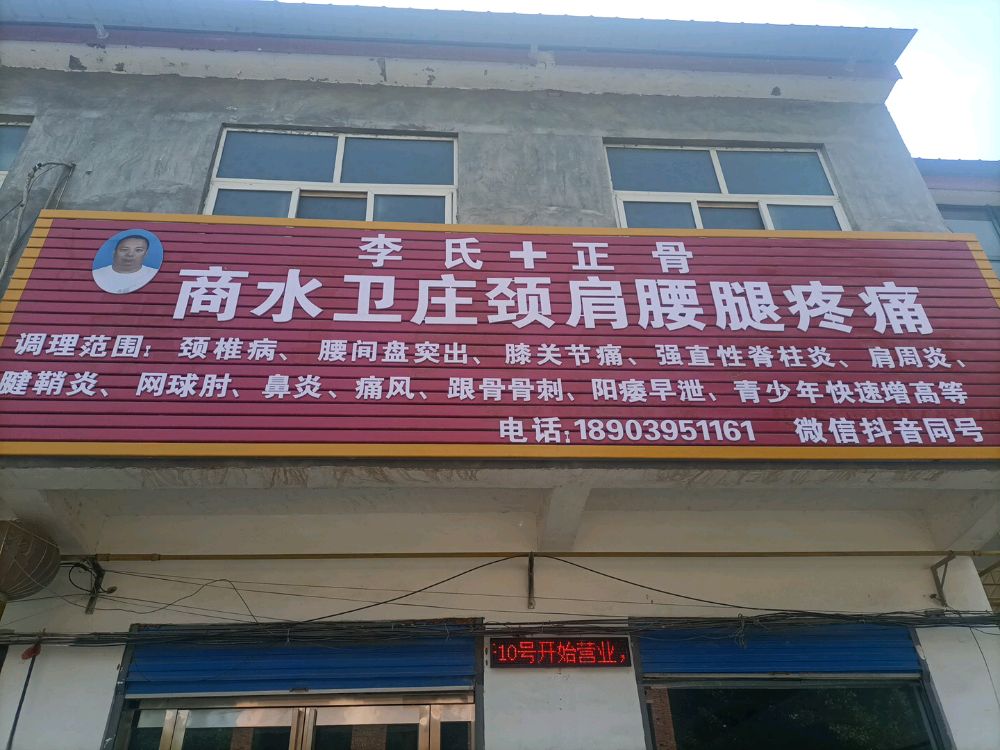 李氏+正骨
商水卫庄颈肩腰腿疼痛
调理范围：颈椎病、腰间盘突出、膝关节痛、强直性脊柱炎、肩周炎、
腱鞘炎、网球肘、鼻炎、痛风、跟骨骨刺、阳痿早泄、青少年快速增高等
电话:18903951161 微信抖音同号
10号开始营业，